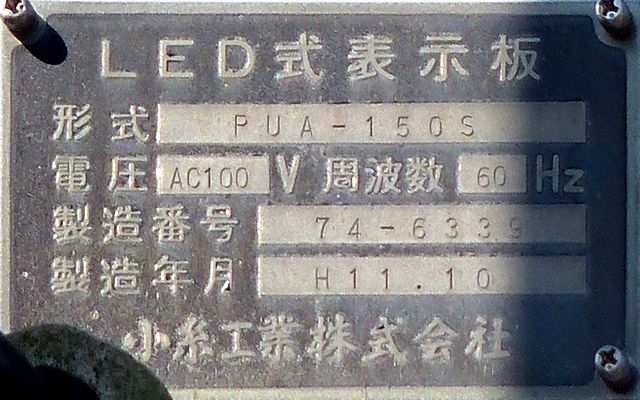 LED式表示板
形式 PUA-150S
電圧 AC100 V 周波数 60 Hz
製造番号 74-6339
製造年月 H11.10
小糸工業株式会社